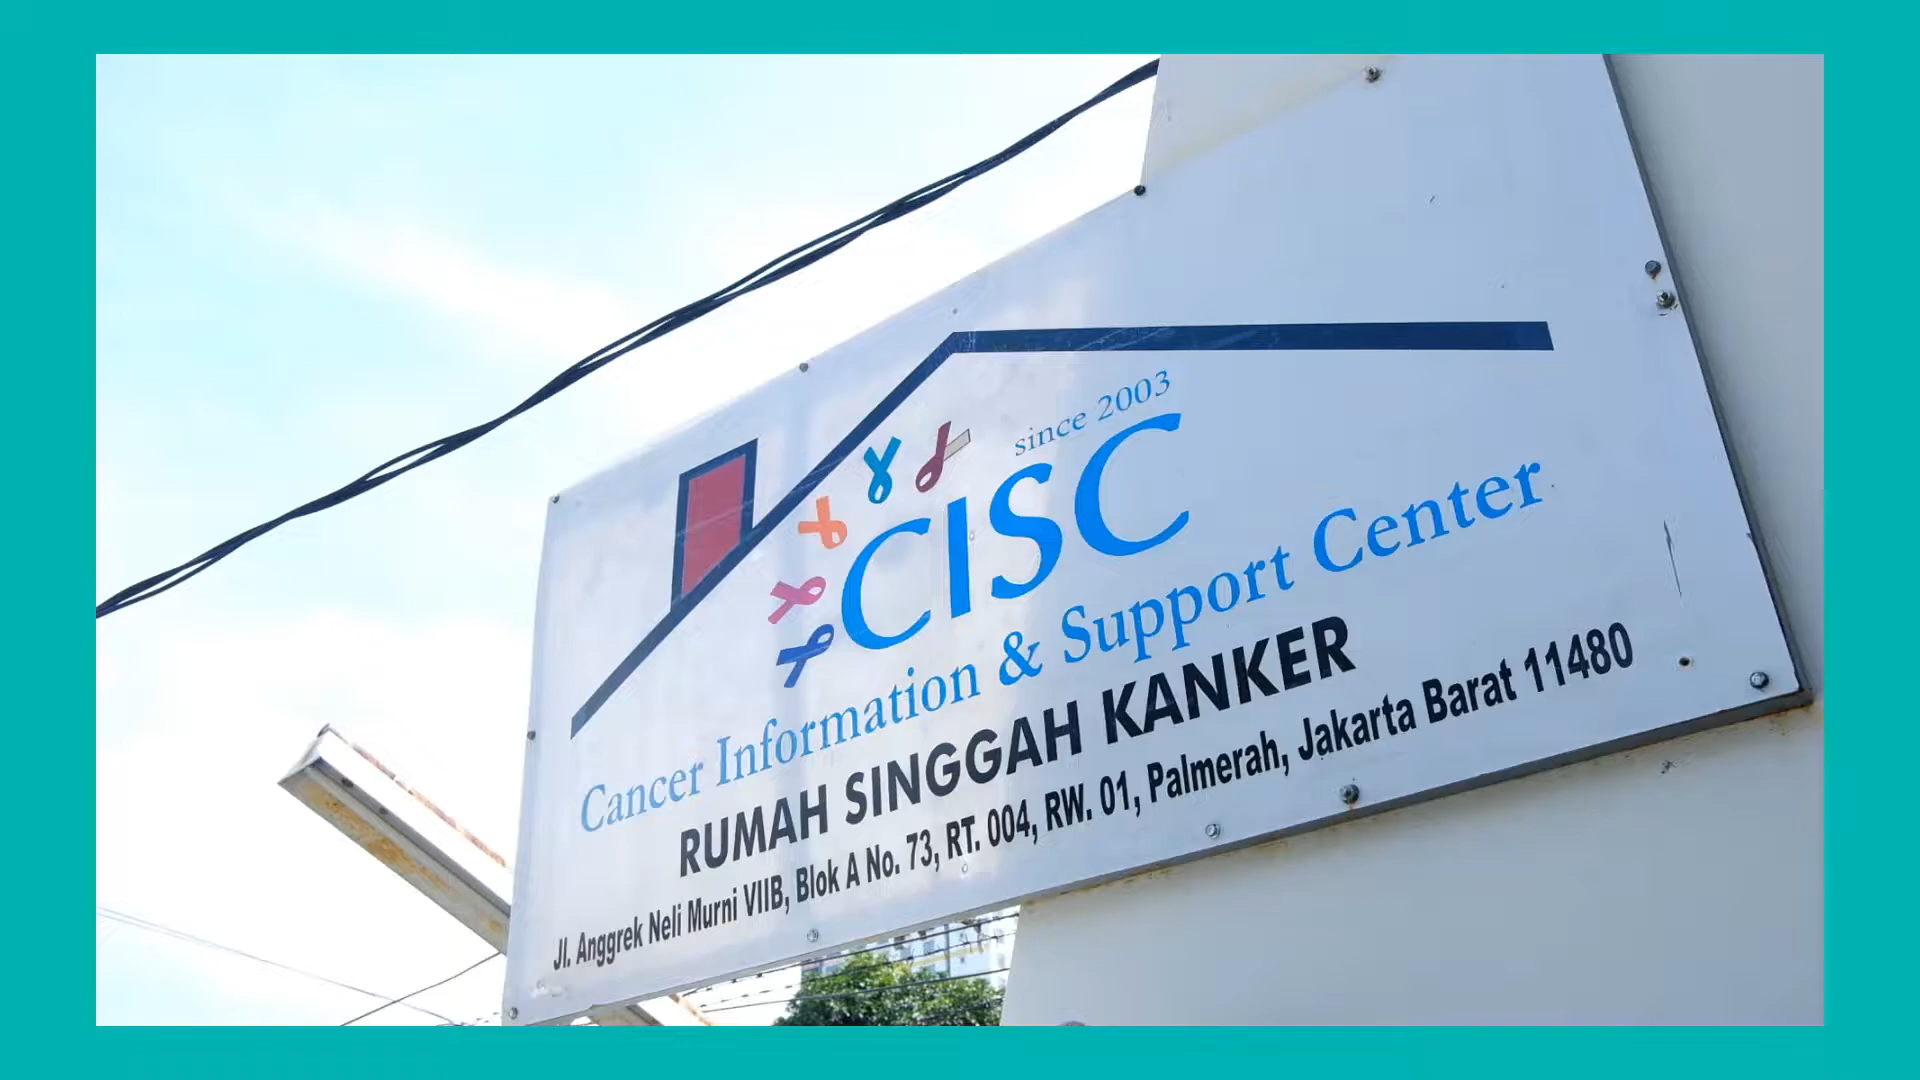 since 2003
CISC
Cancer Information & Support Center
RUMAH SINGGAH KANKER
Jl. Anggrek Neli Murni VIIB, Blok A No. 73, RT. 004, RW. 01, Palmerah, Jakarta Barat 11480